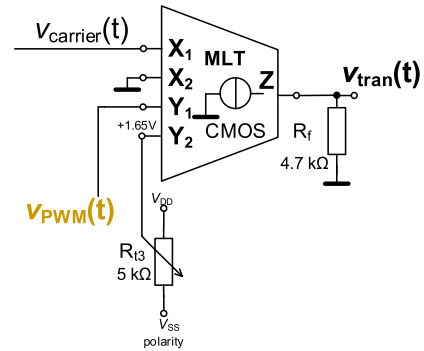 Vcarrier(t)
X1
MLT
X2
Z
vtran(t)
Y1
+1.65V
Y2
CMOS
Rf
4.7 kΩ
vPWM(t)
VDD
Rt3
5 kΩ
VSS
polarity